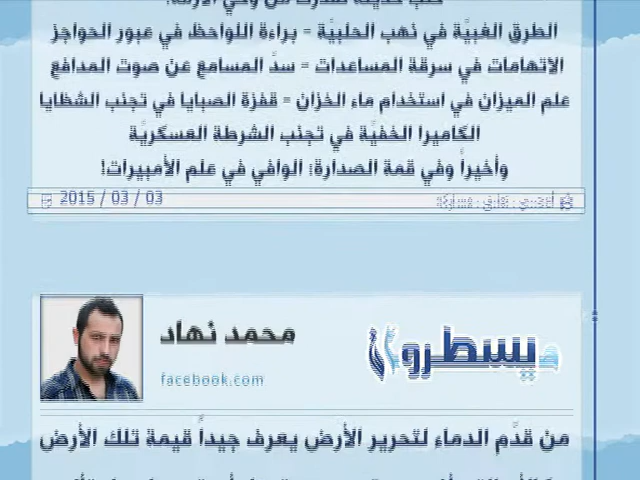 الطرق الغبيّة في نهب الحلبيّة - براءة اللواحظ في عبور الحواجز
الاتهامات في سرقة المساعدات - سدّ المسامع عن صوت المدافع
علم الميزان في استخدام ماء الخزان - قفزة الصبايا في تجنب الشظايا
الكاميرا الخفيّة في تجنب الشرطة العسكريّة
وأخيراً وفي قمة الصدارة: الوافي في علم الأمبيرات!
2015 / 03 / 03
محمد نهاد
facebook.com
يسطرون
من قدَّم الدماء لتحرير الأرض يعرف جيداً قيمة تلك الأرض